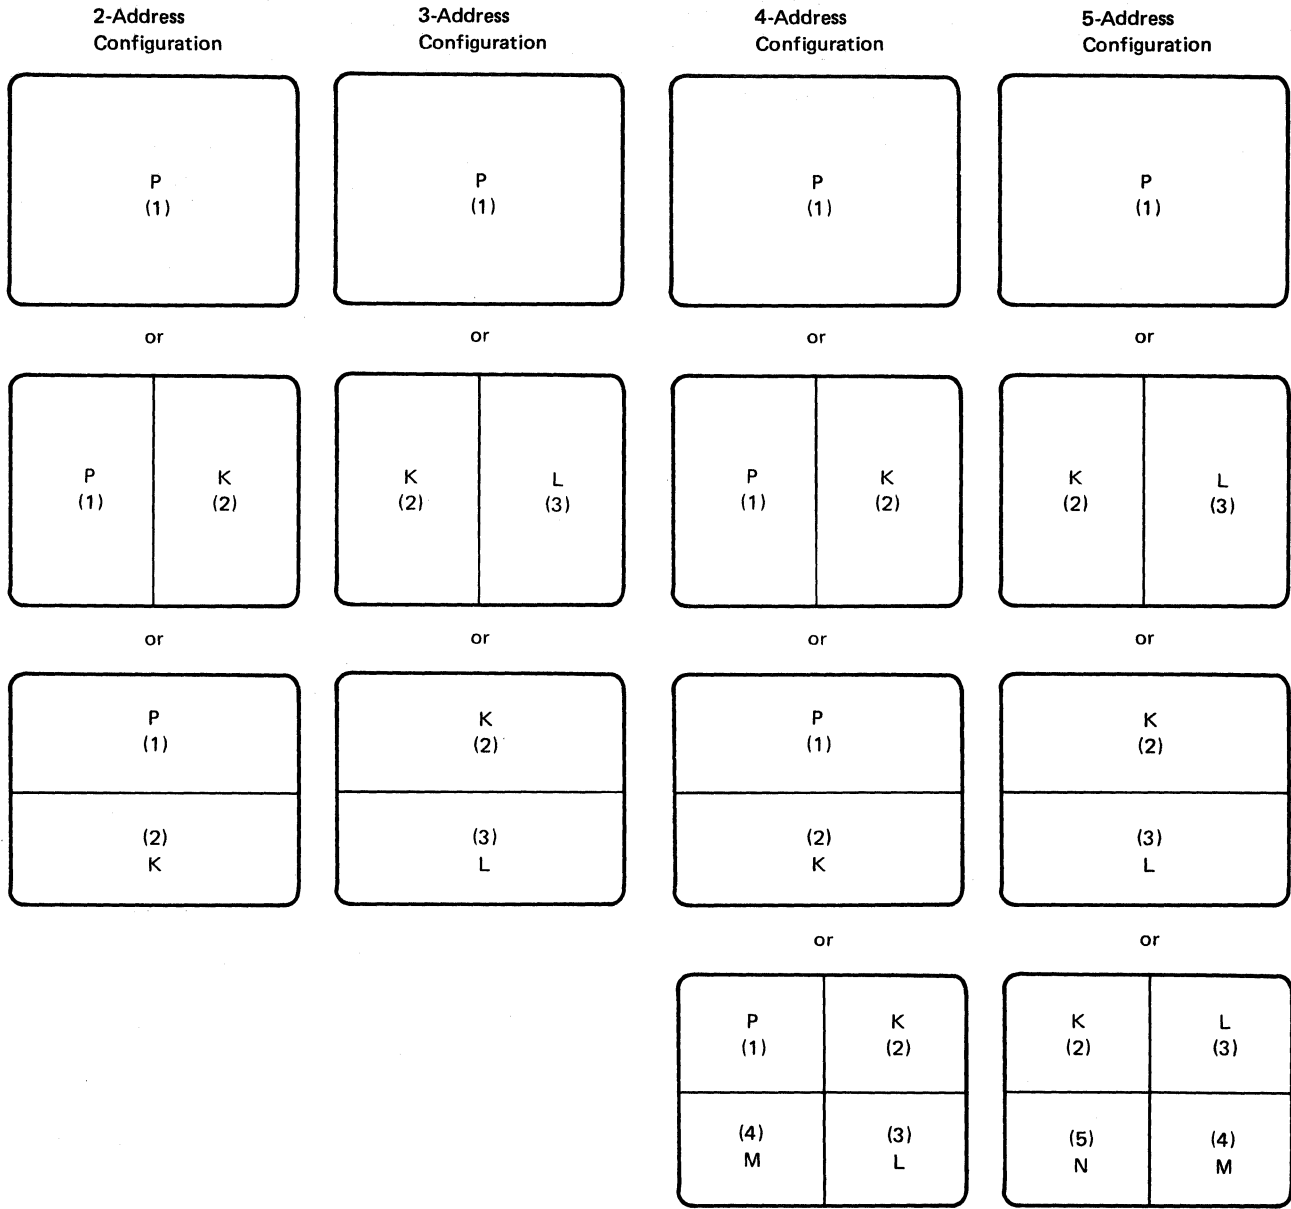 2-Address
Configuration
3-Address
Configuration
4-Address
Configuration
5-Address
Configuration
P
(1)
P
(1)
P
(1)
P
(1)
or
or
or
or
P
(1)
K
(2)
K
(2)
L
(3)
P
(1)
K
(2)
K
(2)
L
(3)
or
or
or
or
P
(1)
(2)
K
K
(2)
(3)
L
P
(1)
(2)
K
K
(2)
(3)
L
or
or
P
(1)
K
(2)
(4)
M
(3)
L
K
(2)
L
(3)
(5)
N
(4)
M